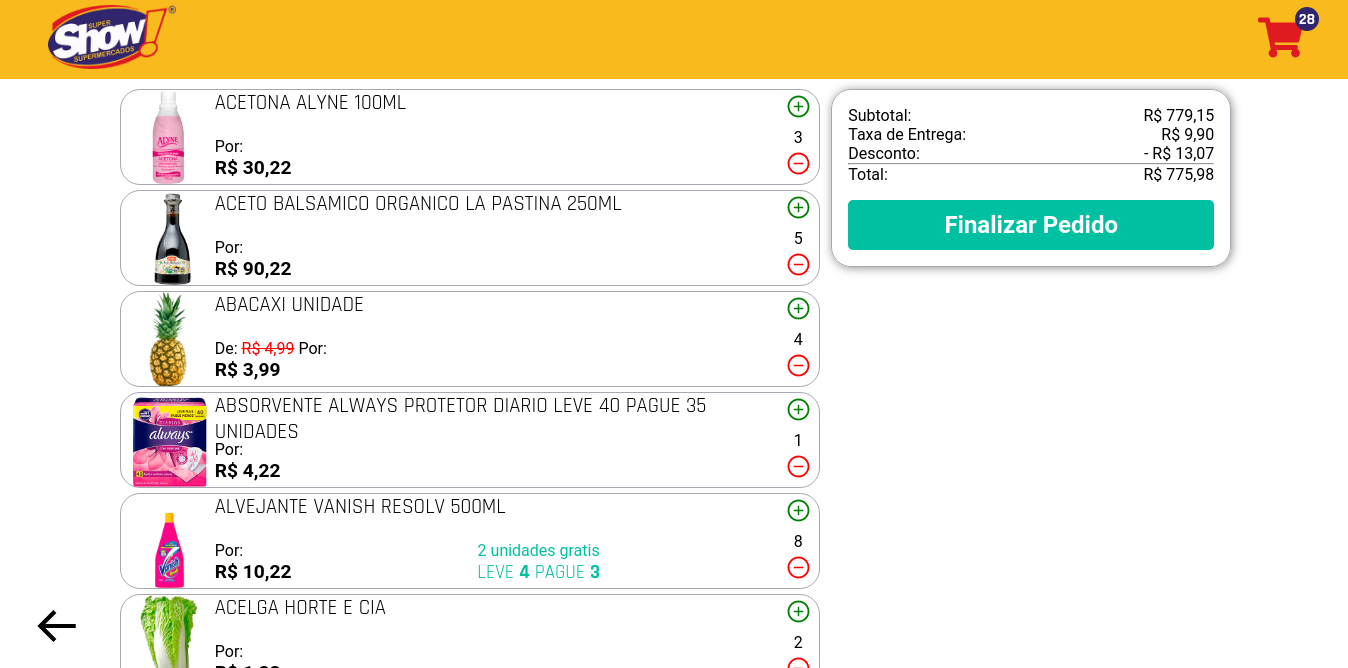 SUPER
Show!
SUPERMERCADOS
®
28
ACETONA ALYNE 100ML
Por:
R$ 30,22
3
ALYNE
ACETONA
ACETO BALSAMICO ORGANICO LA PASTINA 250ML
Por:
R$ 90,22
5
ABACAXI UNIDADE
De: R$ 4,99 Por:
R$ 3,99
4
ABSORVENTE ALWAYS PROTETOR DIARIO LEVE 40 PAGUE 35
UNIDADES
Por:
R$ 4,22
1
always
ALVEJANTE VANISH RESOLV 500ML
Por:
R$ 10,22
2 unidades gratis
LEVE 4 PAGUE 3
8
Vanish
ACELGA HORTE E CIA
Por:
2
Subtotal: R$ 779,15
Taxa de Entrega: R$ 9,90
Desconto: - R$ 13,07
Total: R$ 775,98
Finalizar Pedido